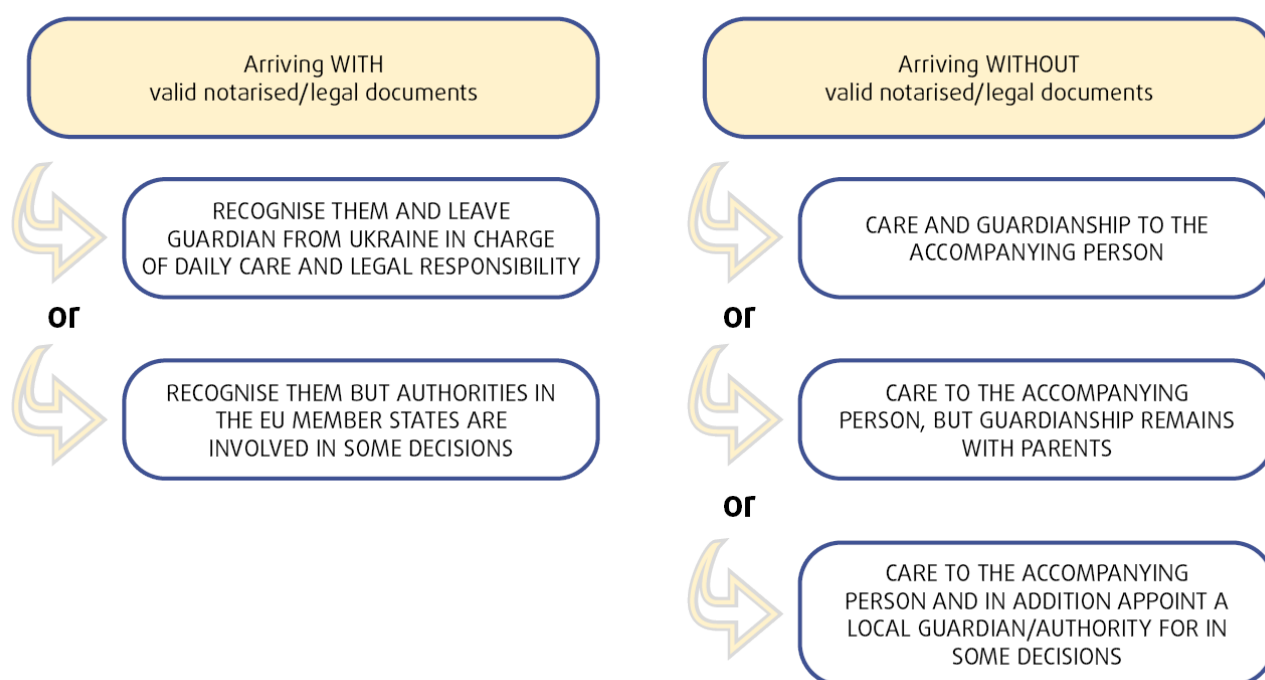 Arriving WITH
valid notarised/legal documents
RECOGNISE THEM AND LEAVE
GUARDIAN FROM UKRAINE IN CHARGE
OF DAILY CARE AND LEGAL RESPONSIBILITY
or
RECOGNISE THEM BUT AUTHORITIES IN
THE EU MEMBER STATES ARE
INVOLVED IN SOME DECISIONS
Arriving WITHOUT
valid notarised/legal documents
CARE AND GUARDIANSHIP TO THE
ACCOMPANYING PERSON
or
CARE TO THE ACCOMPANYING
PERSON, BUT GUARDIANSHIP REMAINS
WITH PARENTS
or
CARE TO THE ACCOMPANYING
PERSON AND IN ADDITION APPOINT A
LOCAL GUARDIAN/AUTHORITY FOR IN
SOME DECISIONS